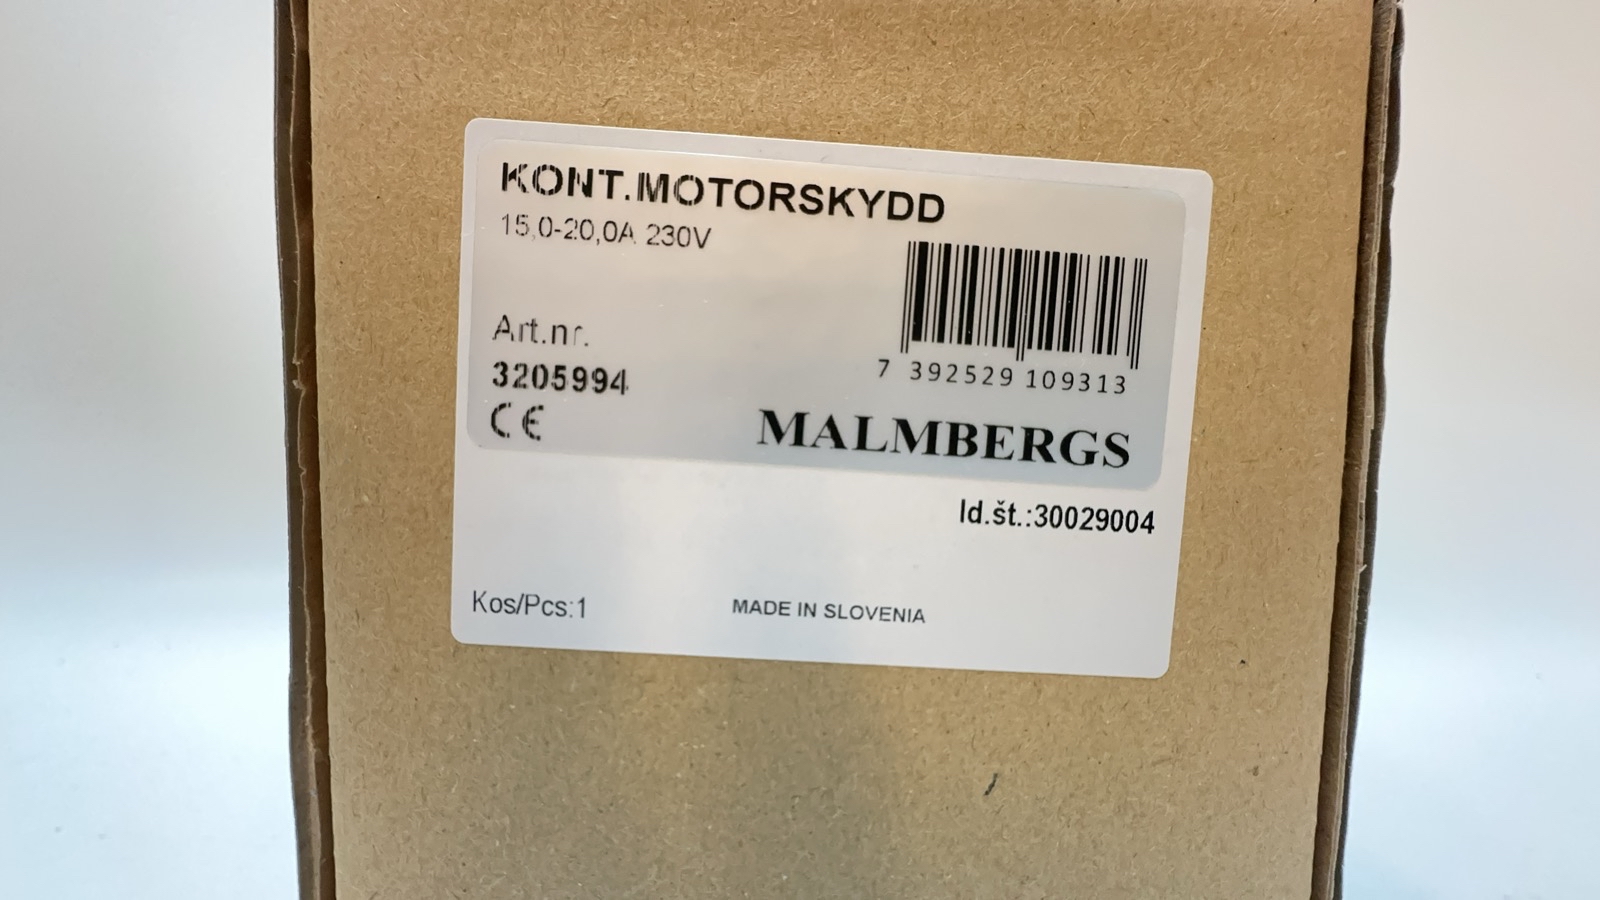 KONT.MOTORSKYDD
15,0-20,0A 230V
Art.nr.
3205994
CE
7 392529 109313
MALMBERGS
Id.št.:30029004
Kos/Pcs:1
MADE IN SLOVENIA